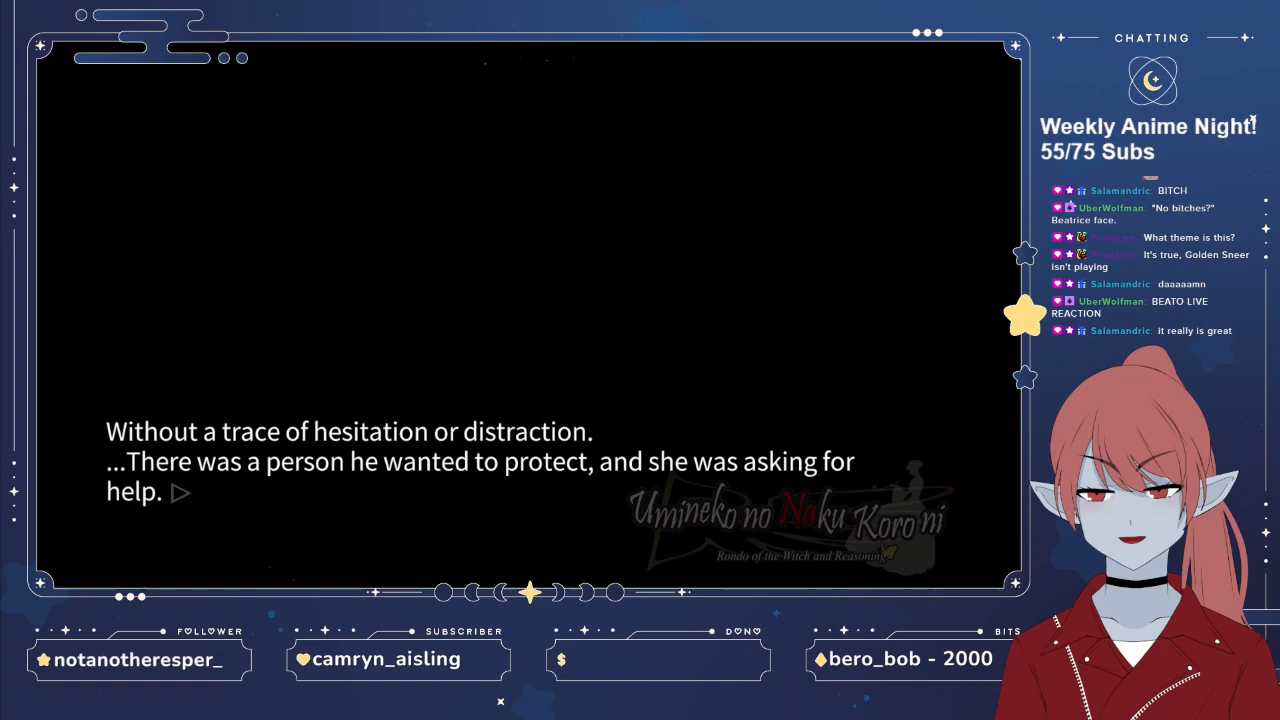 CHATTING
Weekly Anime Night!
55/75 Subs
Salamandric: BITCH
UberWolfman: "No bitches?"
Beatrice face.
What theme is this?
It's true, Golden Sneer
isn't playing
Salamandric: daaaaamn
UberWolfman: BEATO LIVE
REACTION
Salamandric: it really is great
Without a trace of hesitation or distraction.
...There was a person he wanted to protect, and she was asking for
help.
Umineko no Naku Koro ni
Rondo of the Witch and Reasoning
FOLLOWER
notanotheresper_
SUBSCRIBER
camryn_aisling
DONO
$
BITS
bero_bob - 2000